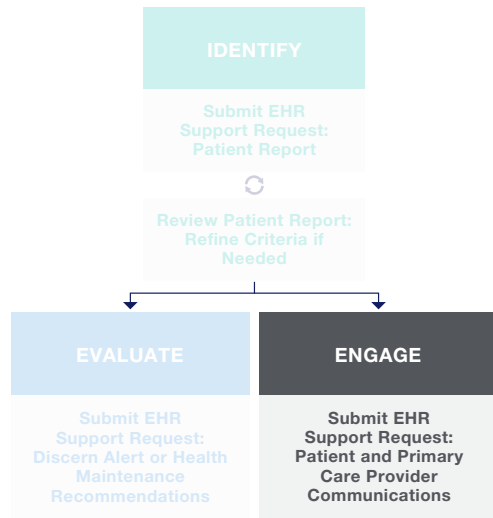 IDENTIFY
Submit EHR
Support Request:
Patient Report
Review Patient Report:
Refine Criteria if
Needed
EVALUATE
Submit EHR
Support Request:
Discern Alert or Health
Maintenance
Recommendations
ENGAGE
Submit EHR
Support Request:
Patient and Primary
Care Provider
Communications